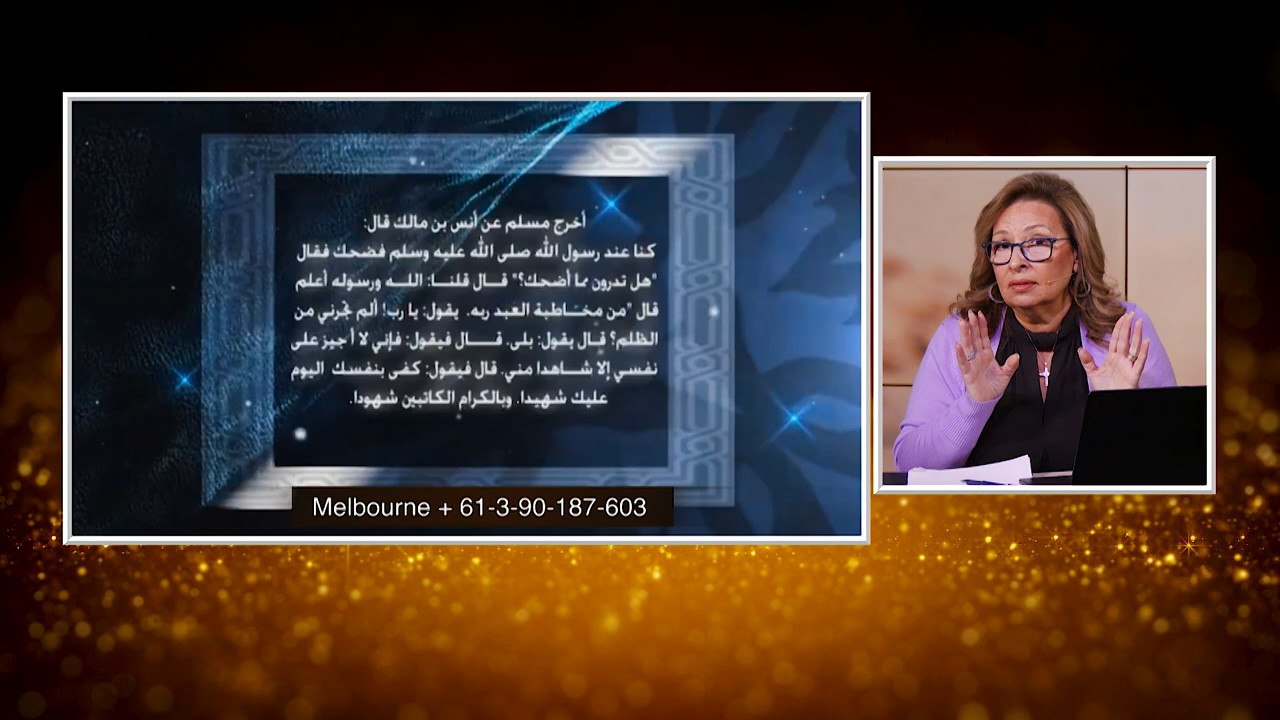 أخرج مسلم عن أنس بن مالك قال:
كنا عند رسول الله صلى الله عليه وسلم فضحك فقال
"هل تدرون مما أضحك؟" قال قلنا: الله ورسوله أعلم
قال "من مخاطبة العبد ربه. يقول: يا رب! ألم تجرني من
الظلم؟ قال يقول: بلى. قال فيقول: فإني لا أجيز على
نفسي إلا شاهدا مني. قال فيقول: كفى بنفسك اليوم
عليك شهيدا. وبالكرام الكاتبين شهودا.
Melbourne + 61-3-90-187-603